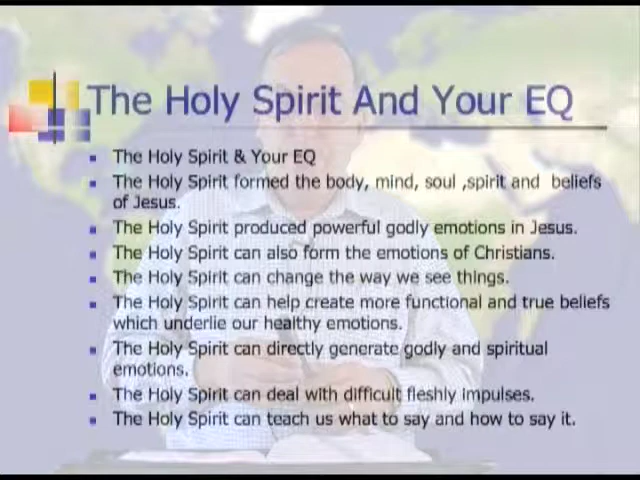 The Holy Spirit And Your EQ
The Holy Spirit & Your EQ
The Holy Spirit formed the body, mind, soul ,spirit and beliefs
of Jesus.
The Holy Spirit produced powerful godly emotions in Jesus.
The Holy Spirit can also form the emotions of Christians.
The Holy Spirit can change the way we see things.
The Holy Spirit can help create more functional and true beliefs
which underlie our healthy emotions.
The Holy Spirit can directly generate godly and spiritual
emotions.
The Holy Spirit can deal with difficult fleshly impulses.
The Holy Spirit can teach us what to say and how to say it.